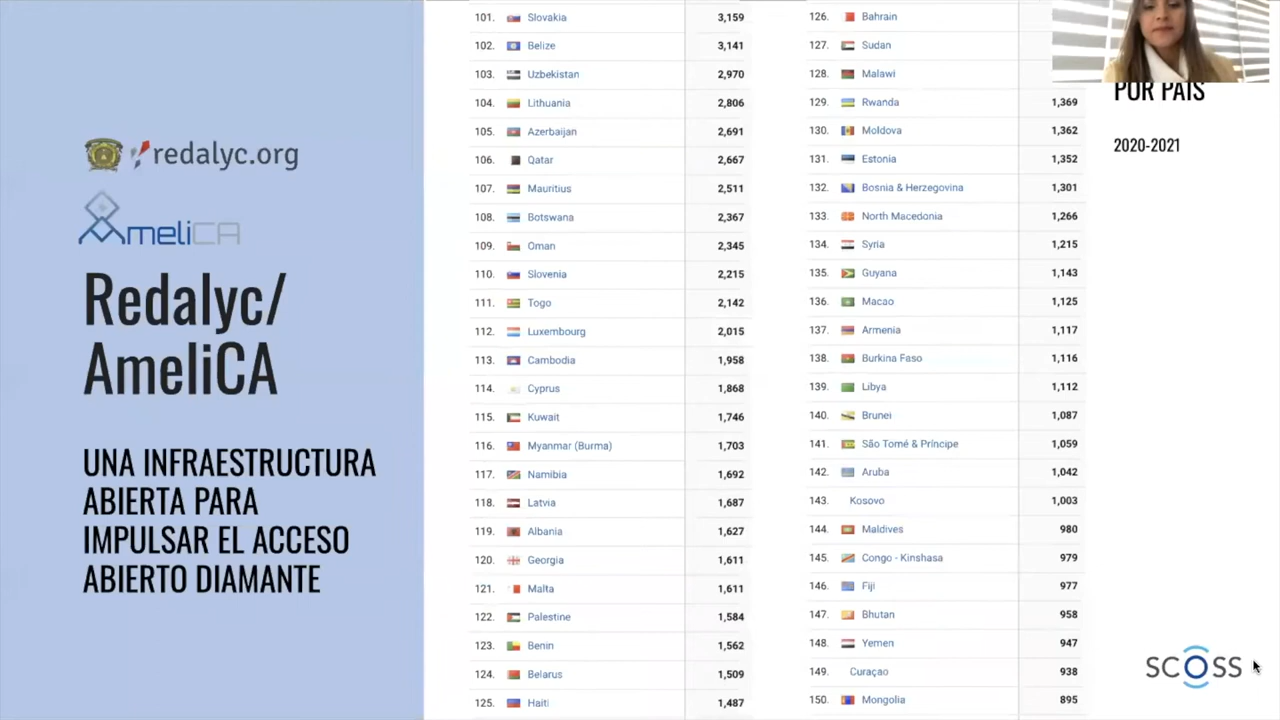 redalyc.org
AmeliCA
Redalyc/
AmeliCA
UNA INFRAESTRUCTURA
ABIERTA PARA
IMPULSAR EL ACCESO
ABIERTO DIAMANTE
101. Slovakia 3,159
102. Belize 3,141
103. Uzbekistan 2,970
104. Lithuania 2,806
105. Azerbaijan 2,691
106. Qatar 2,667
107. Mauritius 2,511
108. Botswana 2,367
109. Oman 2,345
110. Slovenia 2,215
111. Togo 2,142
112. Luxembourg 2,015
113. Cambodia 1,958
114. Cyprus 1,868
115. Kuwait 1,746
116. Myanmar (Burma) 1,703
117. Namibia 1,692
118. Latvia 1,687
119. Albania 1,627
120. Georgia 1,611
121. Malta 1,611
122. Palestine 1,584
123. Benin 1,562
124. Belarus 1,509
125. Haiti 1,487
126. Bahrain
127. Sudan
128. Malawi
129. Rwanda 1,369
130. Moldova 1,362
131. Estonia 1,352
132. Bosnia & Herzegovina 1,301
133. North Macedonia 1,266
134. Syria 1,215
135. Guyana 1,143
136. Macao 1,125
137. Armenia 1,117
138. Burkina Faso 1,116
139. Libya 1,112
140. Brunei 1,087
141. São Tomé & Príncipe 1,059
142. Aruba 1,042
143. Kosovo 1,003
144. Maldives 980
145. Congo - Kinshasa 979
146. Fiji 977
147. Bhutan 958
148. Yemen 947
149. Curaçao 938
150. Mongolia 895
POR PAÍS
2020-2021
SCOSS